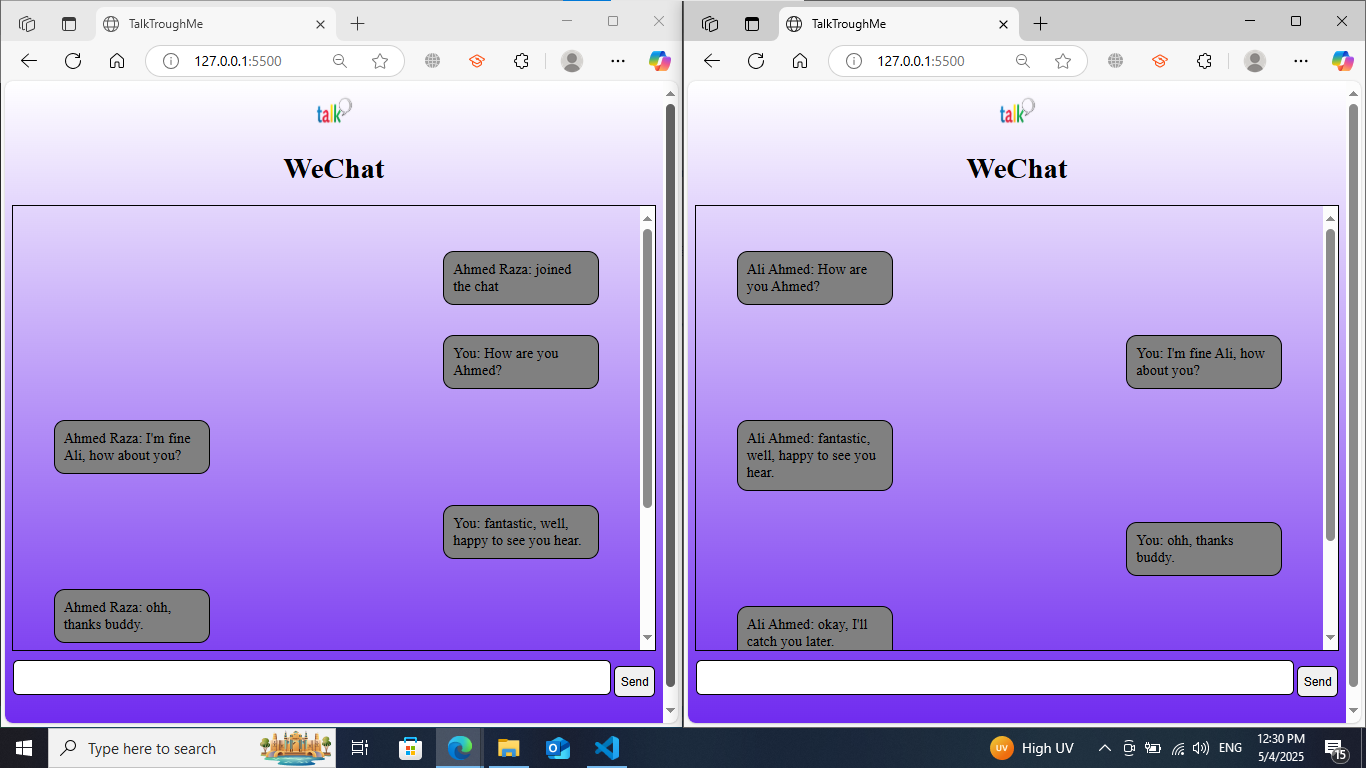 TalkTroughMe
127.0.0.1:5500
talk
WeChat
Ahmed Raza: joined
the chat
You: How are you
Ahmed?
Ahmed Raza: I'm fine
Ali, how about you?
You: fantastic, well,
happy to see you hear.
Ahmed Raza: ohh,
thanks buddy.
Send
TalkTroughMe
127.0.0.1:5500
talk
WeChat
Ali Ahmed: How are
you Ahmed?
You: I'm fine Ali, how
about you?
Ali Ahmed: fantastic,
well, happy to see you
hear.
You: ohh, thanks
buddy.
Ali Ahmed: okay, I'll
catch you later.
Send
Type here to search
UV
High UV
ENG
12:30 PM
5/4/2025
15